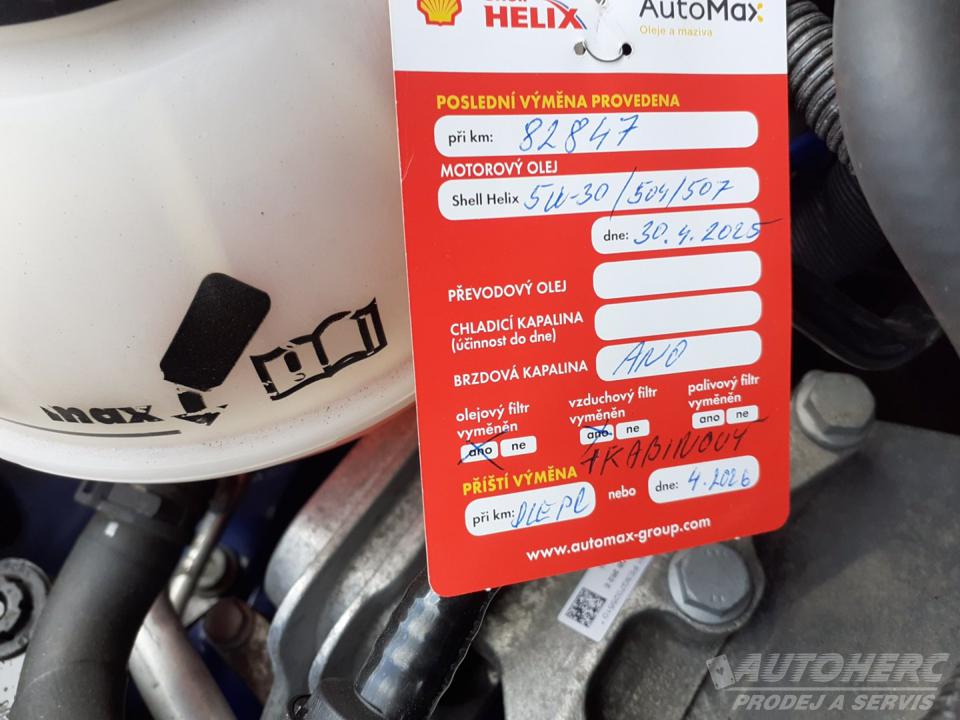 Shell
HELIX
AutoMax
Oleje a maziva
POSLEDNÍ VÝMĚNA PROVEDENA
při km: 82847
MOTOROVÝ OLEJ
Shell Helix 5W-30/504/507
dne: 30.4.2025
PŘEVODOVÝ OLEJ
CHLADICÍ KAPALINA
(účinnost do dne)
BRZDOVÁ KAPALINA ANO
olejový filtr vyměněn ano ne
vzduchový filtr vyměněn ano ne
palivový filtr vyměněn ano ne
+KABINOVÝ
PŘÍŠTÍ VÝMĚNA
při km: DLE PC nebo dne: 4.2026
www.automax-group.com
max
AUTOHERC
PRODEJ A SERVIS